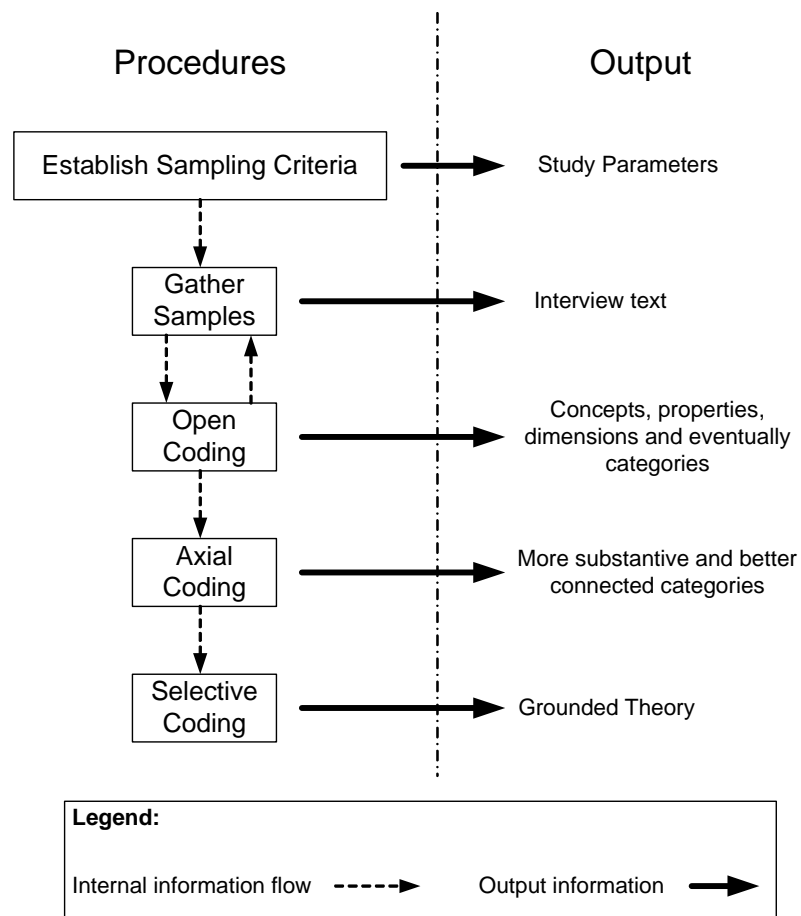 Procedures
Output
Establish Sampling Criteria
Study Parameters
Gather
Samples
Interview text
Open
Coding
Concepts, properties,
dimensions and eventually
categories
Axial
Coding
More substantive and better
connected categories
Selective
Coding
Grounded Theory
Legend:
Internal information flow
Output information